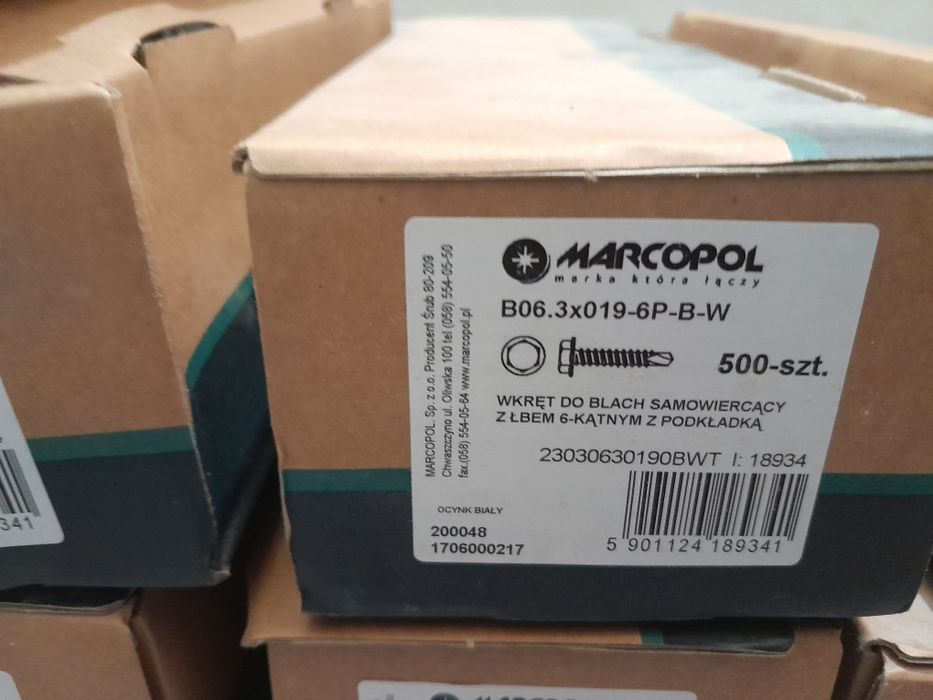 MARCOPOL
marka która łączy
B06.3x019-6P-B-W
500-szt.
WKRĘT DO BLACH SAMOWIERCĄCY
Z ŁBEM 6-KĄTNYM Z PODKŁADKĄ
23030630190BWT I: 18934
OCYNK BIAŁY
200048
1706000217
5 901124 189341
MARCOPOL Sp. z o.o. Producent Śrub 80-209
Chwaszczyno ul. Oliwska 100 tel (058) 554-05-50
fax.(058) 554-05-64 www.marcopol.pl
9341
MARCOPOL